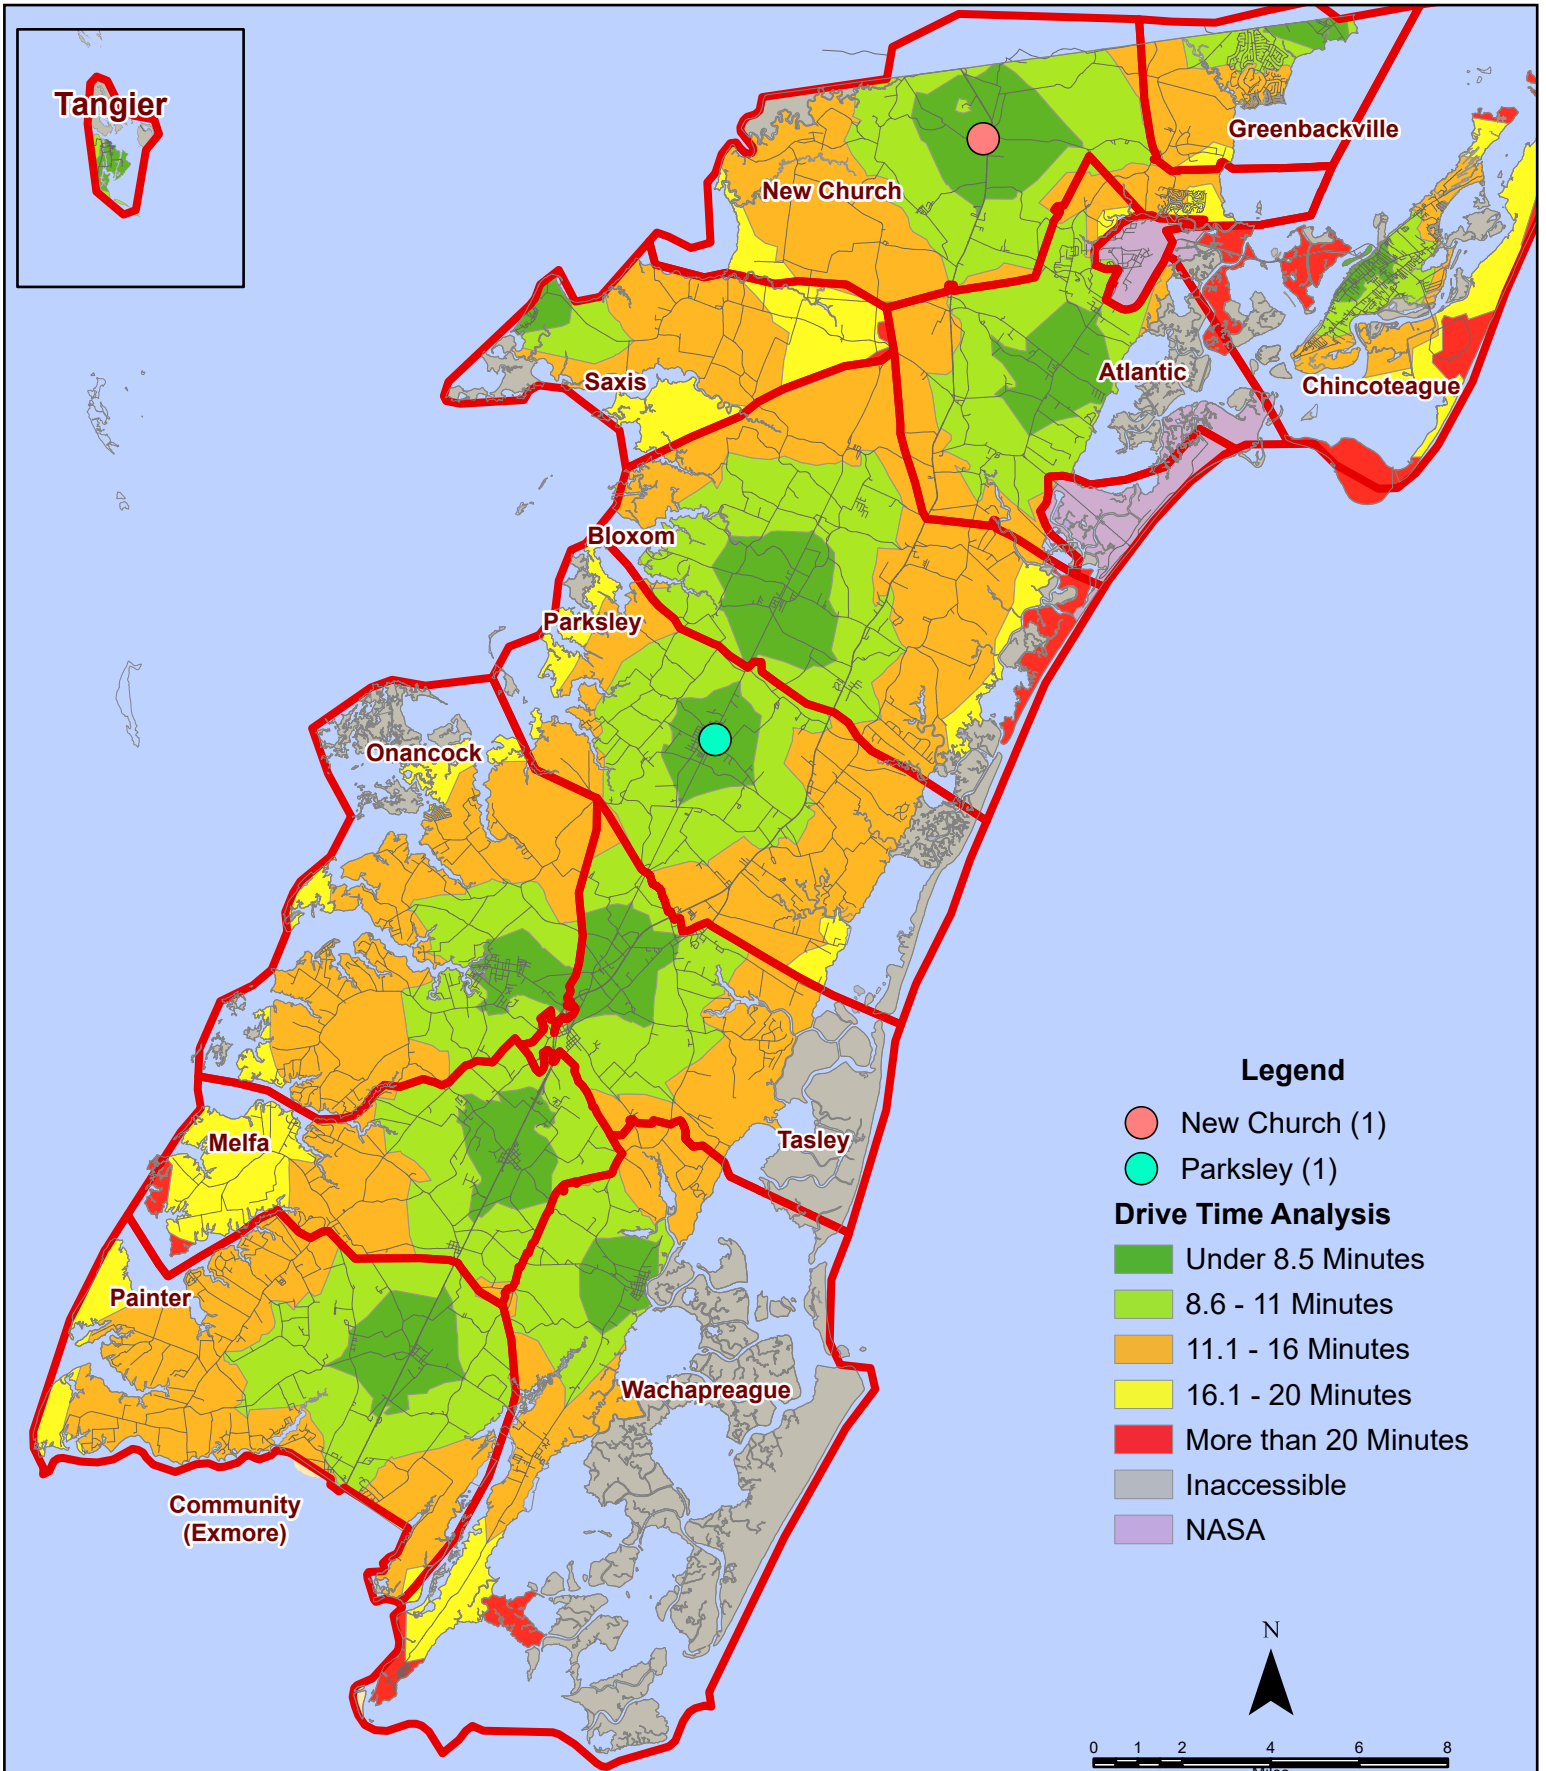 Tangier
Greenbackville
New Church
Saxis
Atlantic
Chincoteague
Bloxom
Parksley
Onancock
Melfa
Tasley
Painter
Wachapreague
Community
(Exmore)
Legend
New Church (1)
Parksley (1)
Drive Time Analysis
Under 8.5 Minutes
8.6 - 11 Minutes
11.1 - 16 Minutes
16.1 - 20 Minutes
More than 20 Minutes
Inaccessible
NASA
N
0 1 2 4 6 8